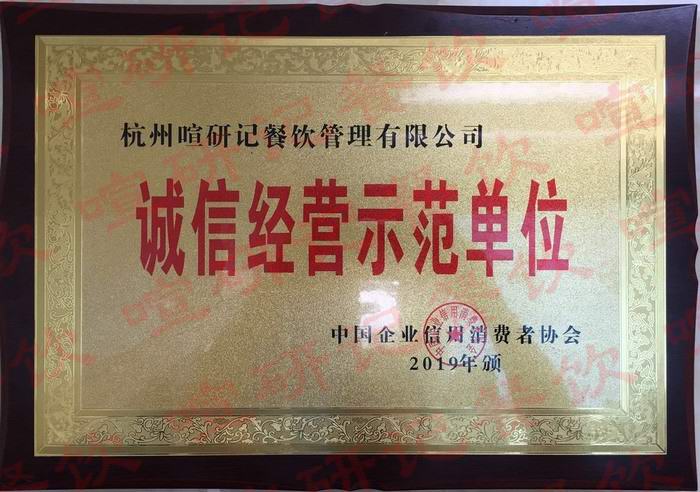 杭州喧研记餐饮管理有限公司
诚信经营示范单位
中国企业信用消费者协会
2019年颁